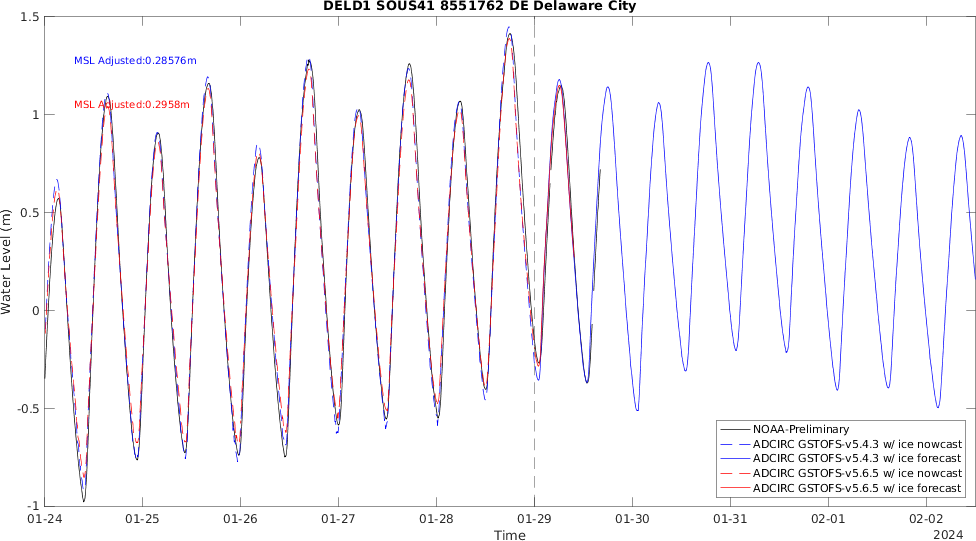 DELD1 SOUS41 8551762 DE Delaware City
1.5
1
0.5
0
-0.5
-1
Water Level (m)
MSL Adjusted:0.28576m
MSL Adjusted:0.2958m
NOAA-Preliminary
ADCIRC GSTOFS-v5.4.3 w/ ice nowcast
ADCIRC GSTOFS-v5.4.3 w/ ice forecast
ADCIRC GSTOFS-v5.6.5 w/ ice nowcast
ADCIRC GSTOFS-v5.6.5 w/ ice forecast
01-24 01-25 01-26 01-27 01-28 01-29 01-30 01-31 02-01 02-02
Time
2024